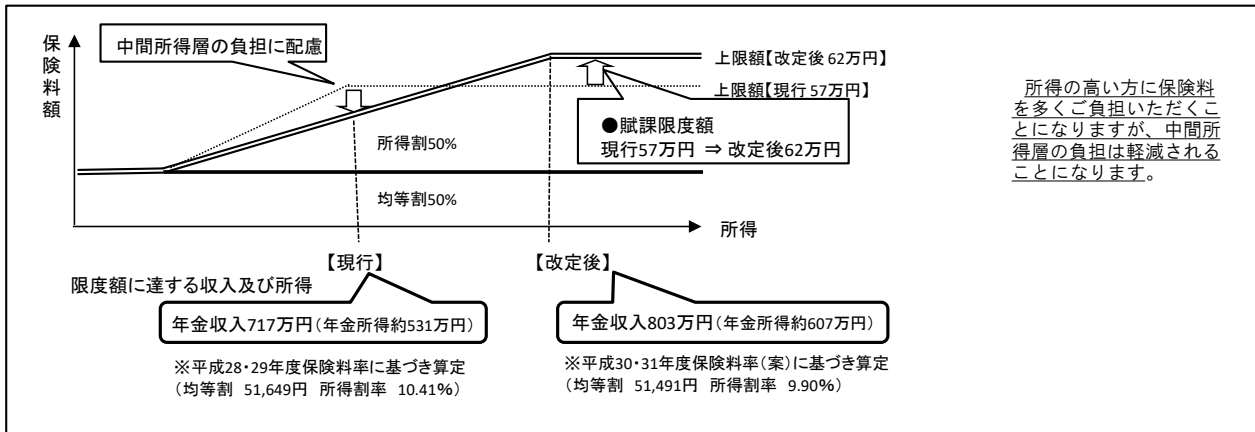 保険料額
中間所得層の負担に配慮
上限額【改定後 62万円】
上限額【現行 57万円】
●賦課限度額
現行57万円 ⇒ 改定後62万円
所得割50%
均等割50%
所得
【現行】
【改定後】
限度額に達する収入及び所得
年金収入717万円（年金所得約531万円）
年金収入803万円（年金所得約607万円）
※平成28・29年度保険料率に基づき算定
（均等割 51,649円 所得割率 10.41%）
※平成30・31年度保険料率（案）に基づき算定
（均等割 51,491円 所得割率 9.90%）
所得の高い方に保険料
を多くご負担いただくこ
とになりますが、中間所
得層の負担は軽減される
ことになります。